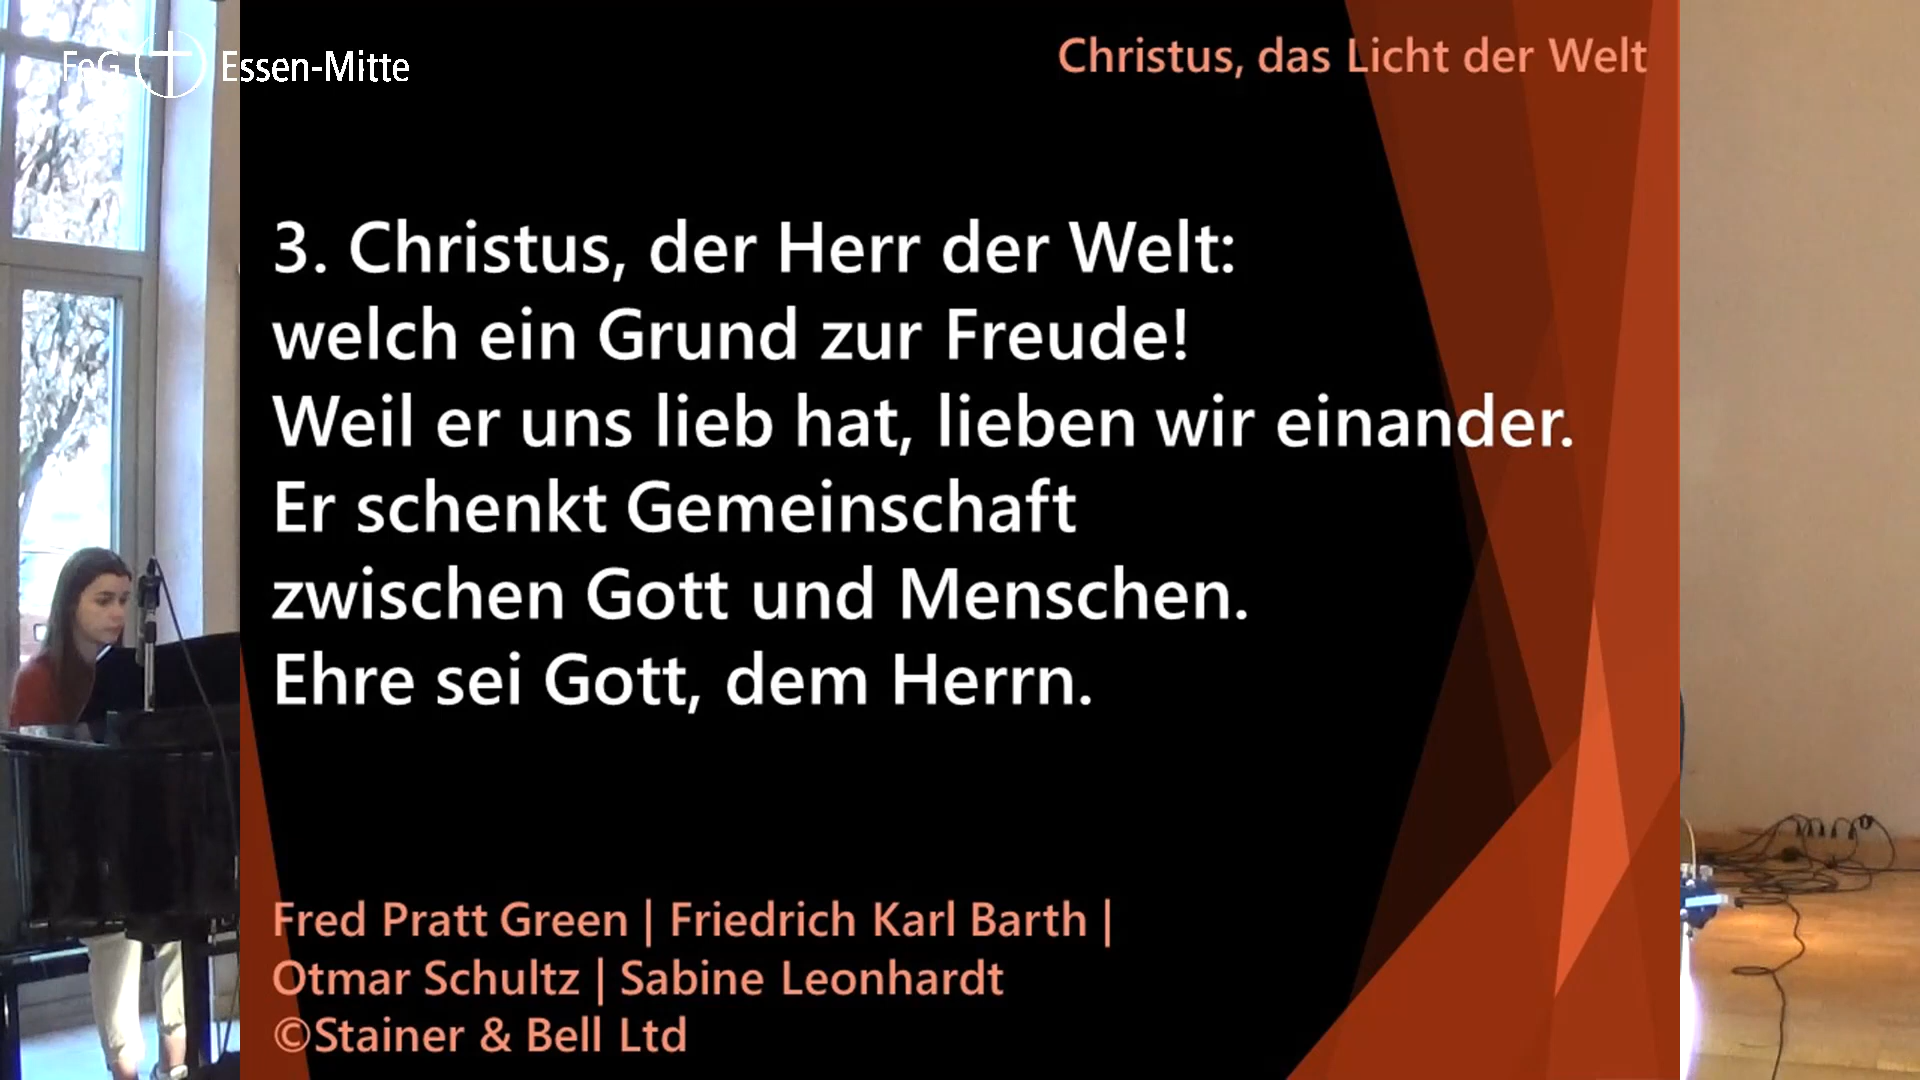 FeG Essen-Mitte
Christus, das Licht der Welt
3. Christus, der Herr der Welt:
welch ein Grund zur Freude!
Weil er uns lieb hat, lieben wir einander.
Er schenkt Gemeinschaft
zwischen Gott und Menschen.
Ehre sei Gott, dem Herrn.
Fred Pratt Green | Friedrich Karl Barth |
Otmar Schultz | Sabine Leonhardt
©Stainer & Bell Ltd